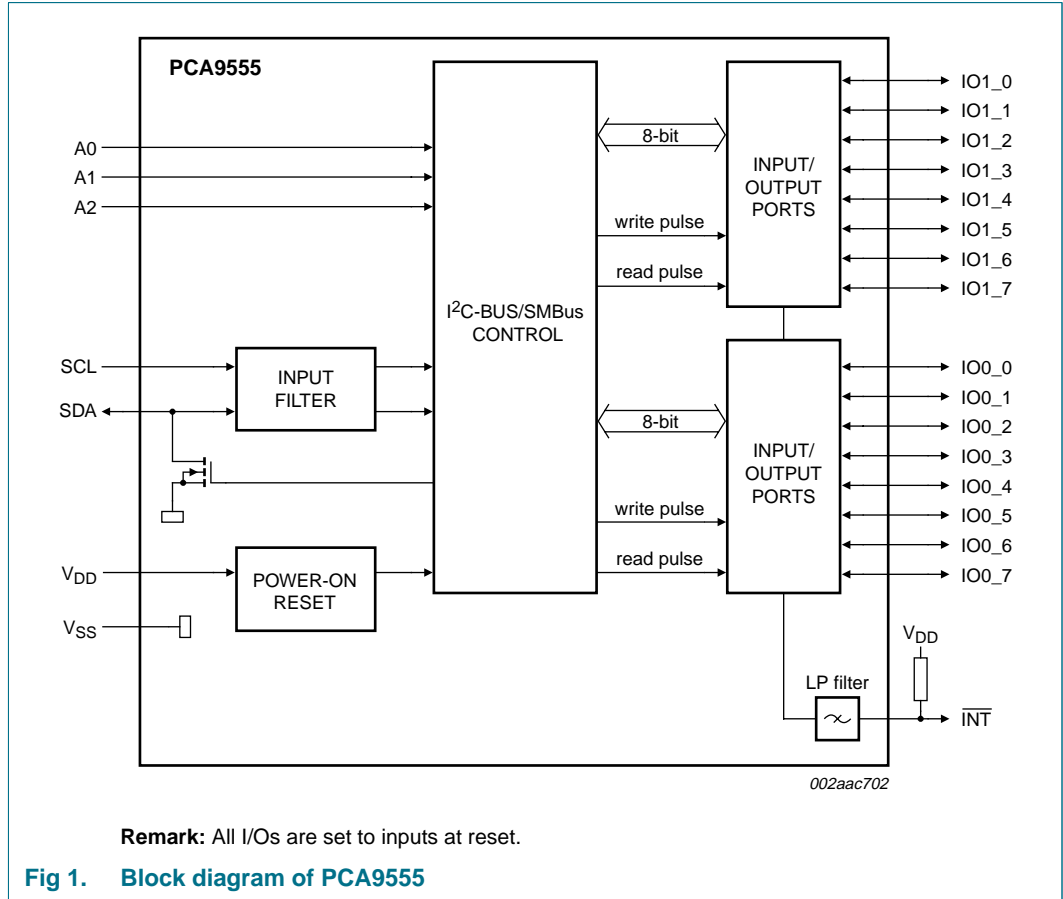 PCA9555
A0
A1
A2
SCL
SDA
VDD
VSS
INPUT
FILTER
POWER-ON
RESET
I2C-BUS/SMBus
CONTROL
8-bit
write pulse
read pulse
INPUT/
OUTPUT
PORTS
IO1_0
IO1_1
IO1_2
IO1_3
IO1_4
IO1_5
IO1_6
IO1_7
8-bit
write pulse
read pulse
INPUT/
OUTPUT
PORTS
IO0_0
IO0_1
IO0_2
IO0_3
IO0_4
IO0_5
IO0_6
IO0_7
VDD
LP filter
INT
002aac702
Remark: All I/Os are set to inputs at reset.
Fig 1. Block diagram of PCA9555